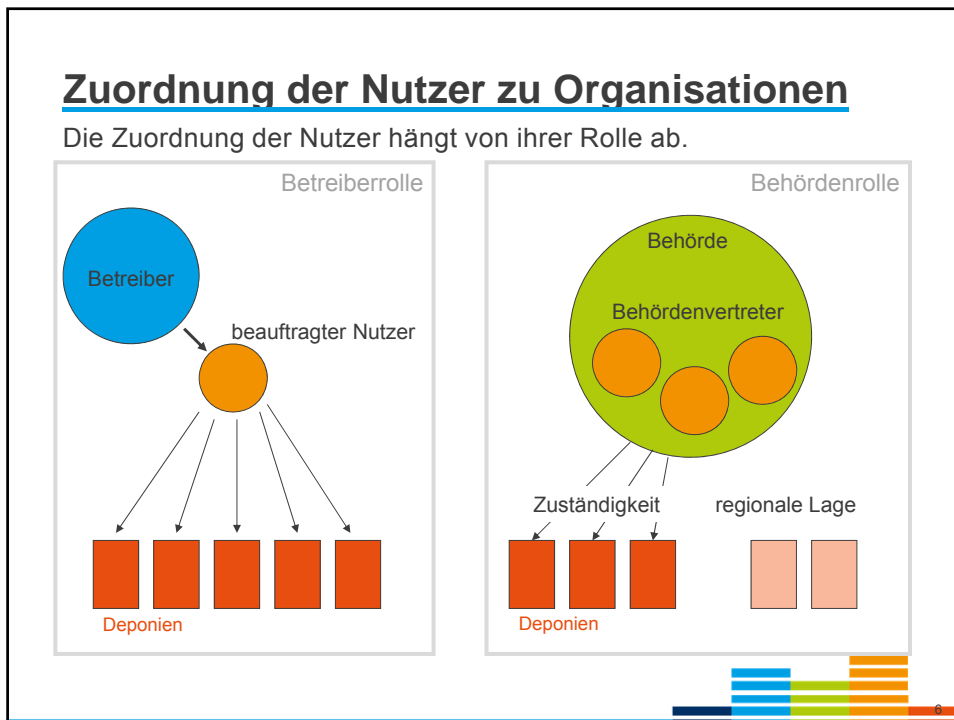 Zuordnung der Nutzer zu Organisationen
Die Zuordnung der Nutzer hängt von ihrer Rolle ab.
Betreiberrolle
Betreiber
beauftragter Nutzer
Deponien
Behördenrolle
Behörde
Behördenvertreter
Zuständigkeit
regionale Lage
Deponien
6